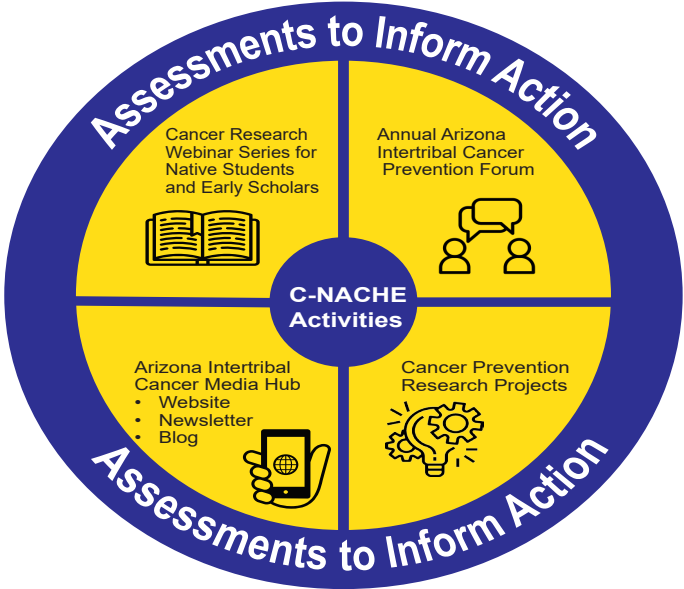 Assessments to Inform Action
Cancer Research
Webinar Series for
Native Students
and Early Scholars
Annual Arizona
Intertribal Cancer
Prevention Forum
C-NACHE
Activities
Arizona Intertribal
Cancer Media Hub
• Website
• Newsletter
• Blog
Cancer Prevention
Research Projects
Assessments to Inform Action